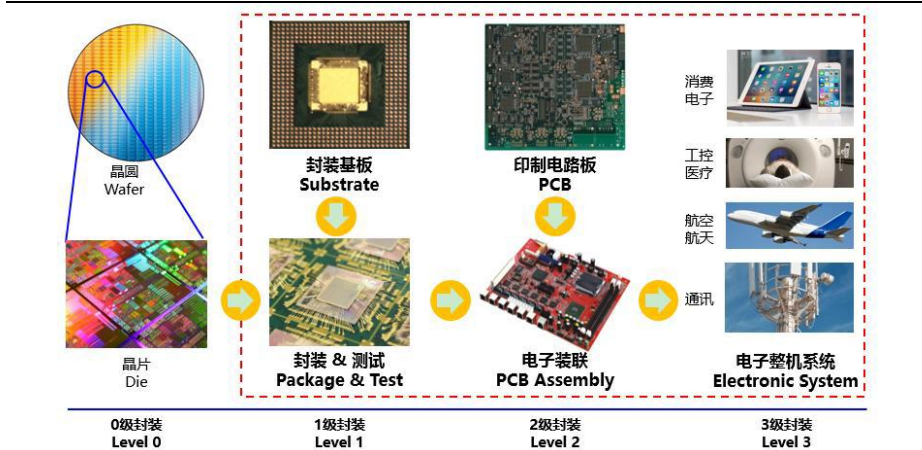 晶圆
Wafer
晶片
Die
封装基板
Substrate
封装 & 测试
Package & Test
印制电路板
PCB
电子装联
PCB Assembly
消费
电子
工控
医疗
航空
航天
通讯
电子整机系统
Electronic System
0级封装
Level 0
1级封装
Level 1
2级封装
Level 2
3级封装
Level 3